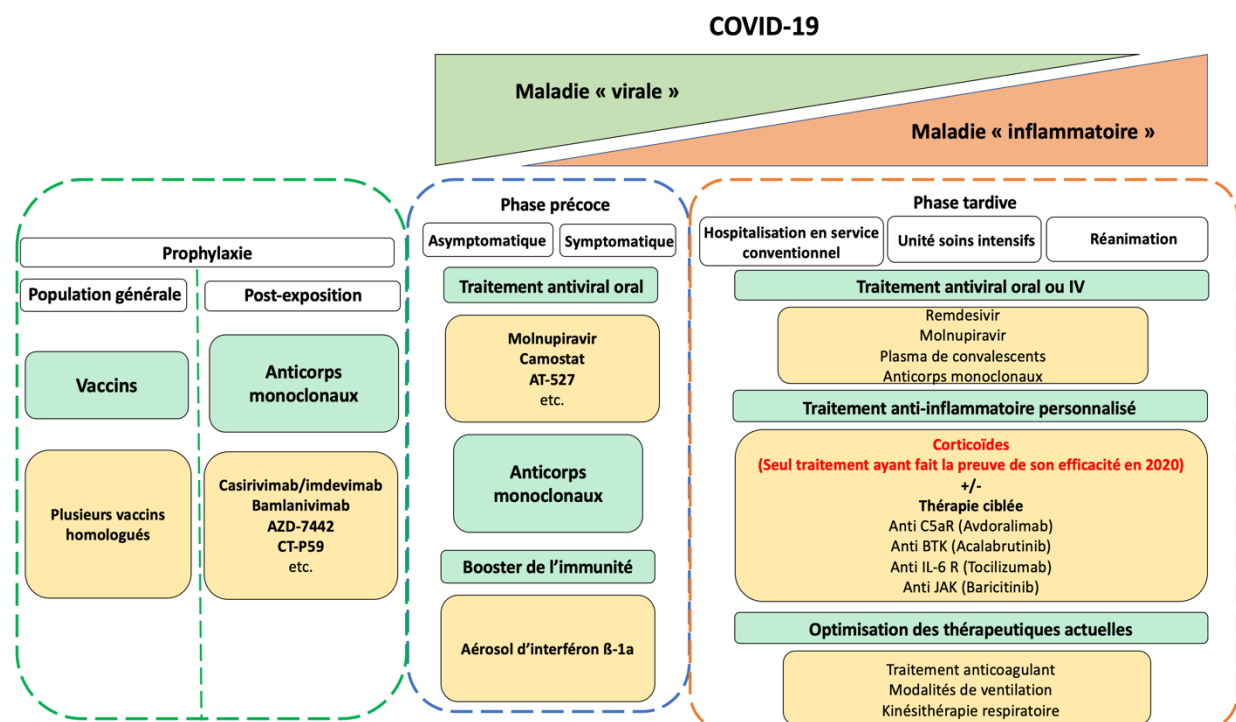 COVID-19
Maladie « virale »
Maladie « inflammatoire »
Prophylaxie
Population générale
Post-exposition
Vaccins
Anticorps
monoclonaux
Plusieurs vaccins
homologués
Casirivimab/imdevimab
Bamlanivimab
AZD-7442
CT-P59
etc.
Phase précoce
Asymptomatique
Symptomatique
Traitement antiviral oral
Molnupiravir
Camostat
AT-527
etc.
Anticorps
monoclonaux
Booster de l’immunité
Aérosol d’interféron ß-1a
Phase tardive
Hospitalisation en service
conventionnel
Unité soins intensifs
Réanimation
Traitement antiviral oral ou IV
Remdesivir
Molnupiravir
Plasma de convalescents
Anticorps monoclonaux
Traitement anti-inflammatoire personnalisé
Corticoïdes
(Seul traitement ayant fait la preuve de son efficacité en 2020)
+/-
Thérapie ciblée
Anti C5aR (Avdoralimab)
Anti BTK (Acalabrutinib)
Anti IL-6 R (Tocilizumab)
Anti JAK (Baricitinib)
Optimisation des thérapeutiques actuelles
Traitement anticoagulant
Modalités de ventilation
Kinésithérapie respiratoire